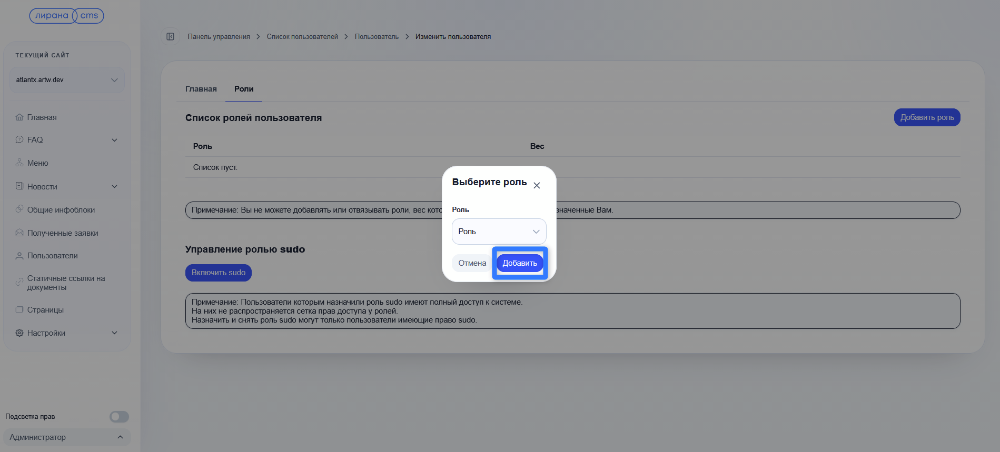 лирана cms
ТЕКУЩИЙ САЙТ
atlantx.artw.dev
Главная
FAQ
Меню
Новости
Общие инфоблоки
Полученные заявки
Пользователи
Статичные ссылки на
документы
Страницы
Настройки
Подсветка прав
Администратор
Панель управления > Список пользователей > Пользователь > Изменить пользователя
Главная Роли
Список ролей пользователя
Добавить роль
Роль Вес
Список пуст.
Примечание: Вы не можете добавлять или отвязывать роли, вес кото
значенные Вам.
Управление ролью sudo
Включить sudo
Примечание: Пользователи которым назначили роль sudo имеют полный доступ к системе.
На них не распространяется сетка прав доступа у ролей.
Назначить и снять роль sudo могут только пользователи имеющие право sudo.
Выберите роль
Роль
Роль
Отмена Добавить